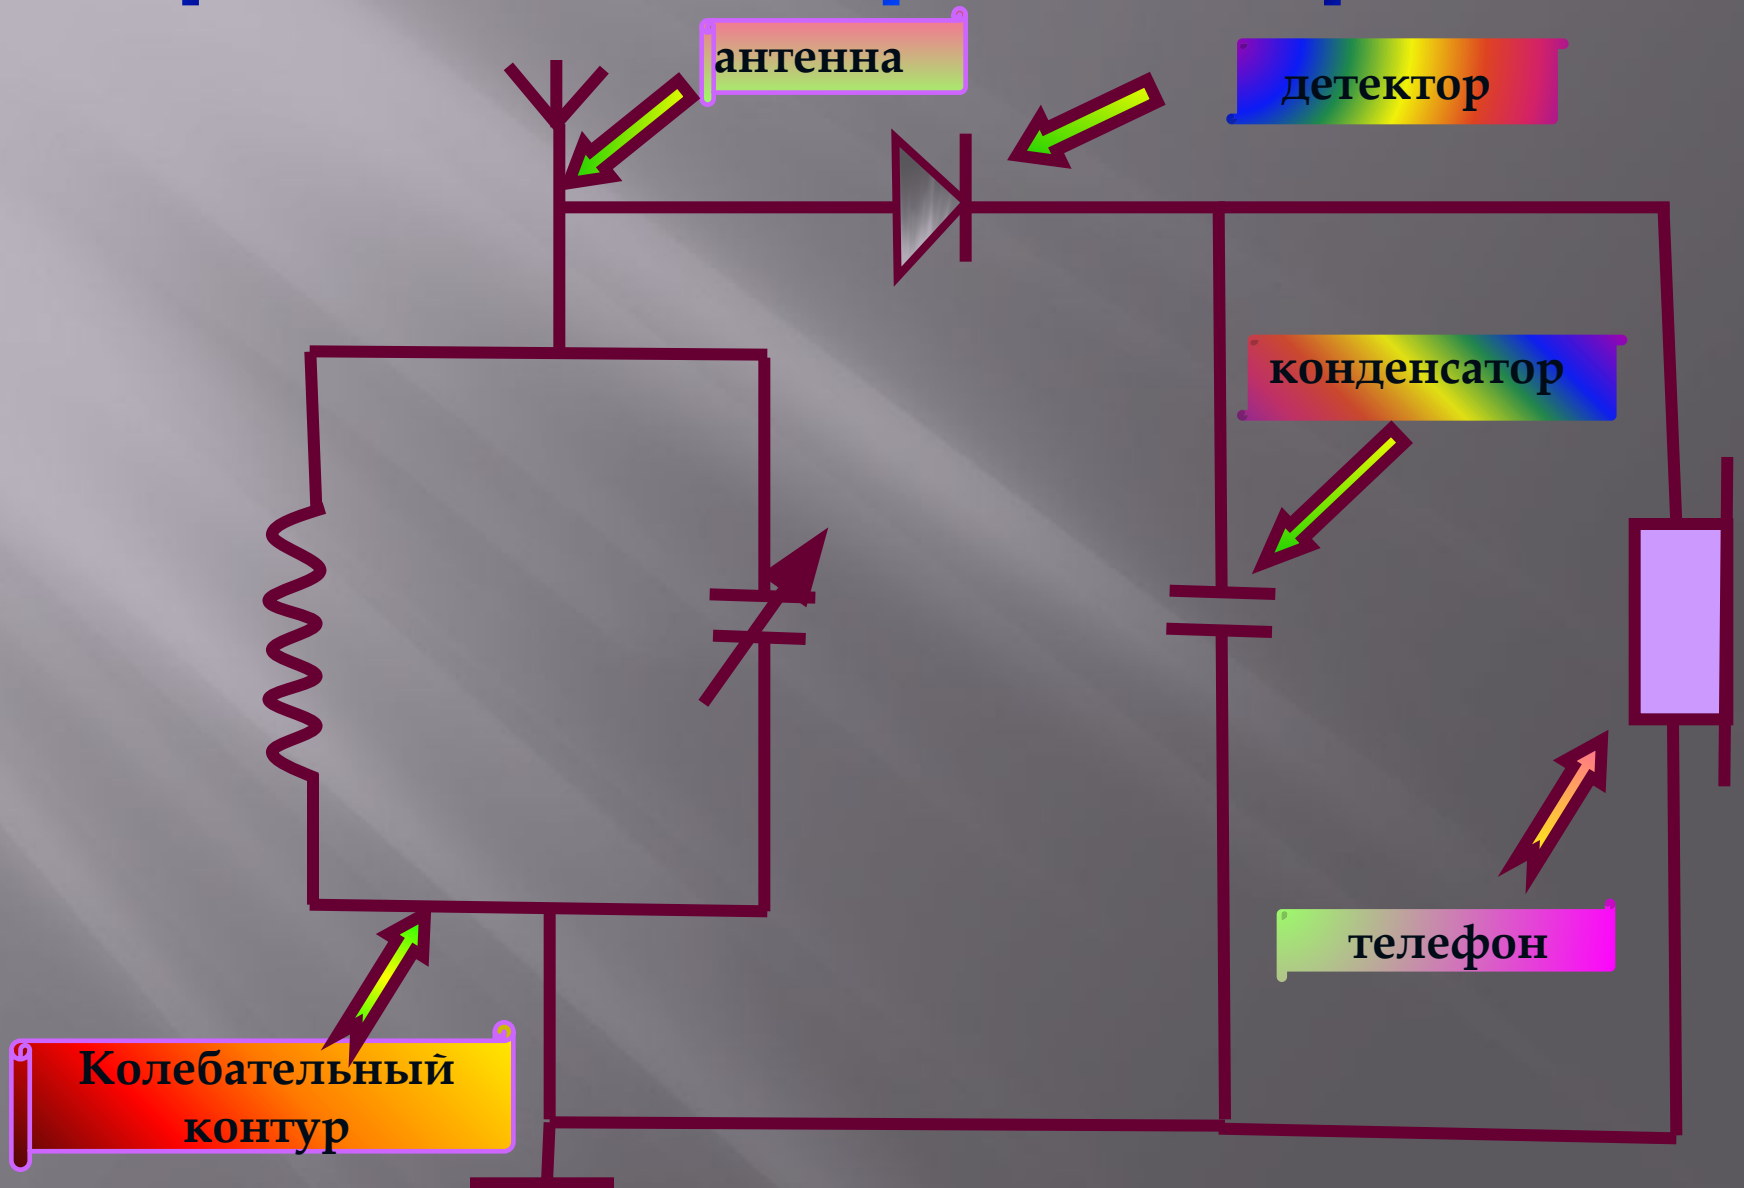 антенна
детектор
конденсатор
телефон
Колебательный
контур